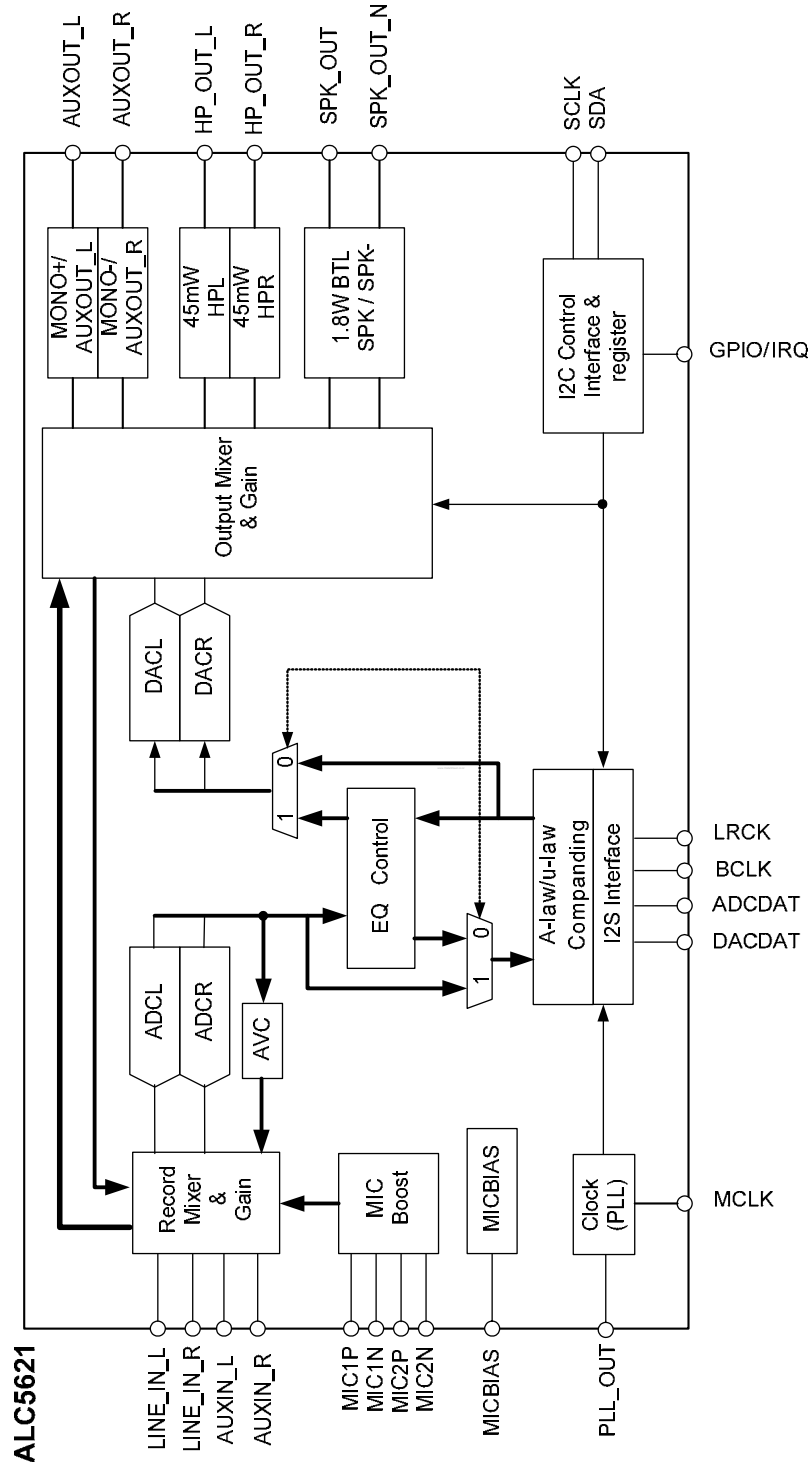 ALC5621
AUXOUT_L
AUXOUT_R
HP_OUT_L
HP_OUT_R
SPK_OUT
SPK_OUT_N
SCLK
SDA
MONO+/
AUXOUT_L
MONO-/
AUXOUT_R
45mW
HPL
45mW
HPR
1.8W BTL
SPK / SPK-
I2C Control
Interface &
register
GPIO/IRQ
Output Mixer
& Gain
DACL
DACR
1
0
EQ Control
1
0
A-law/u-law
Companding
I2S Interface
LRCK
BCLK
ADCDAT
DACDAT
ADCL
ADCR
AVC
Record
Mixer
&
Gain
MIC
Boost
MICBIAS
Clock
(PLL)
MCLK
LINE_IN_L
LINE_IN_R
AUXIN_L
AUXIN_R
MIC1P
MIC1N
MIC2P
MIC2N
MICBIAS
PLL_OUT